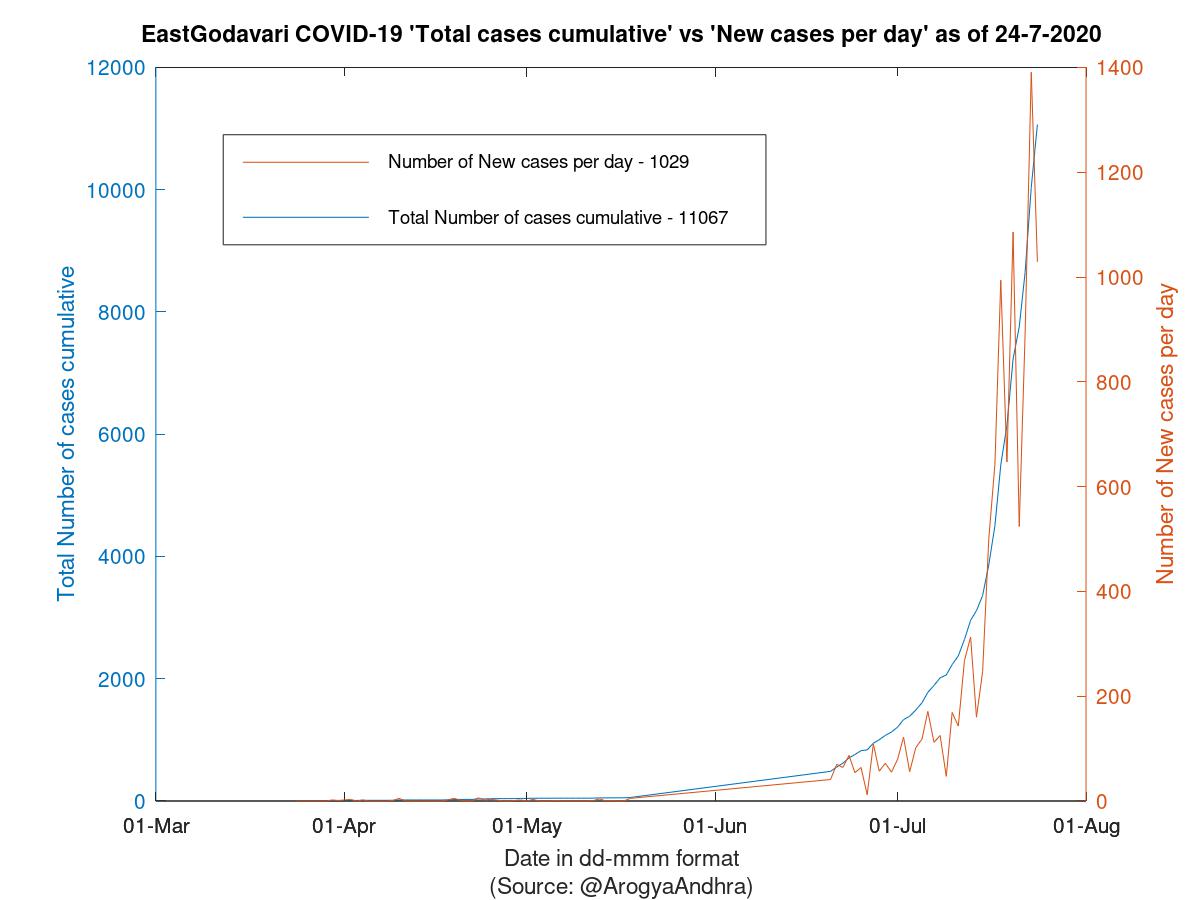 EastGodavari COVID-19 'Total cases cumulative' vs 'New cases per day' as of 24-7-2020
12000
10000
8000
6000
4000
2000
0
Total Number of cases cumulative
1400
1200
1000
800
600
400
200
0
Number of New cases per day
Number of New cases per day - 1029
Total Number of cases cumulative - 11067
01-Mar 01-Apr 01-May 01-Jun 01-Jul 01-Aug
Date in dd-mmm format
(Source: @ArogyaAndhra)